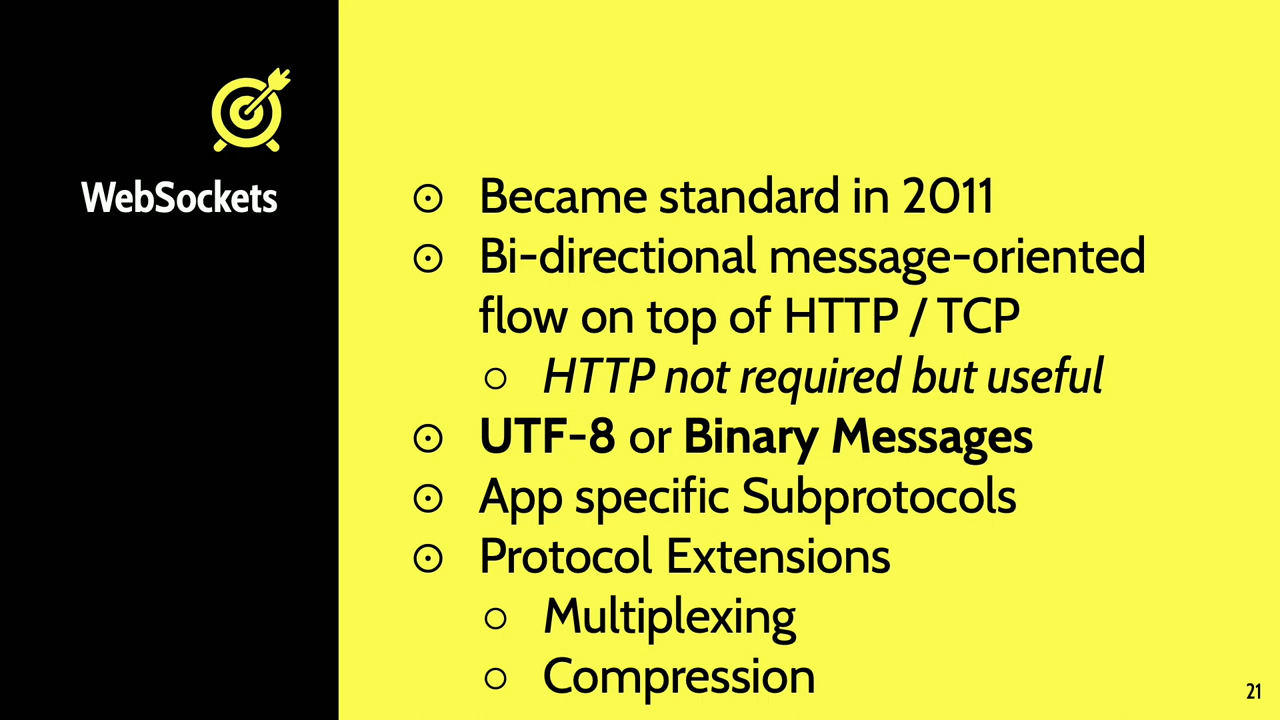 WebSockets
Became standard in 2011
Bi-directional message-oriented
flow on top of HTTP / TCP
HTTP not required but useful
UTF-8 or Binary Messages
App specific Subprotocols
Protocol Extensions
Multiplexing
Compression
21